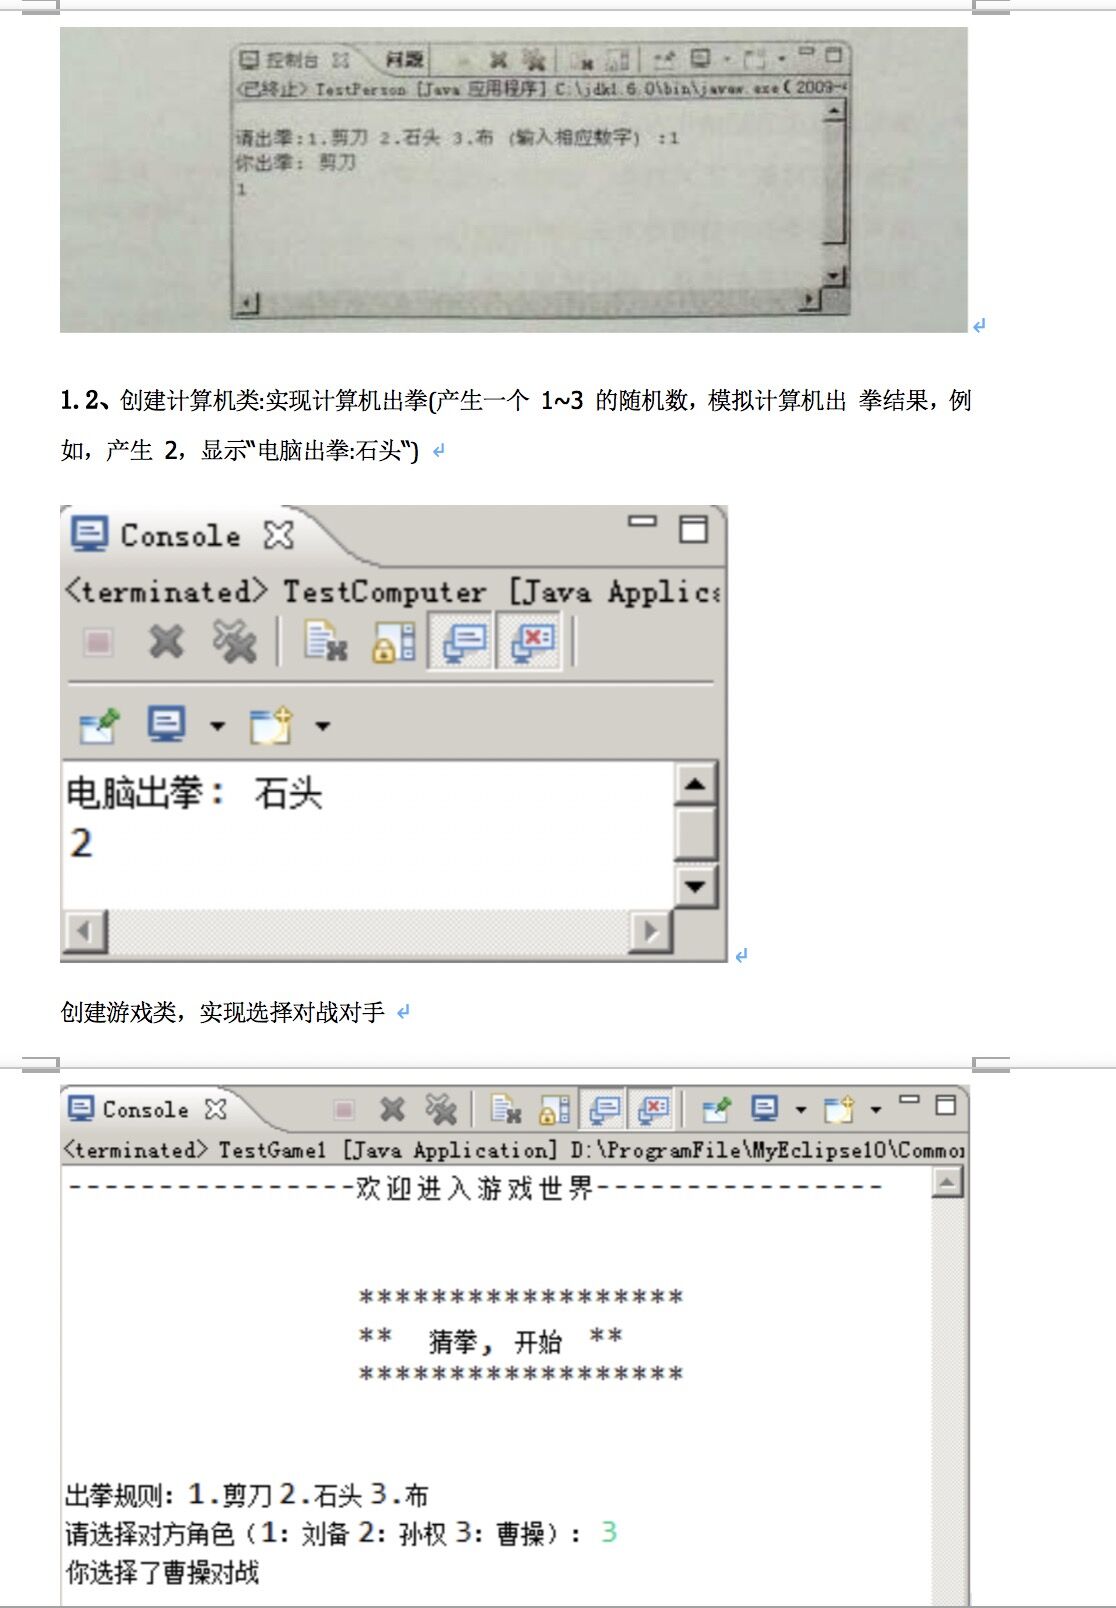 控制台 问题
<已终止> TestPerson [Java 应用程序] C:\jdk1.6.0\bin\javaw.exe ( 2009-
请出拳:1.剪刀 2.石头 3.布 (输入相应数字) :1
你出拳: 剪刀
1
1.2、创建计算机类:实现计算机出拳(产生一个 1~3 的随机数，模拟计算机出 拳结果，例
如，产生 2，显示"电脑出拳:石头")
Console
<terminated> TestComputer [Java Applica
电脑出拳: 石头
2
创建游戏类，实现选择对战对手
Console
<terminated> TestGame1 [Java Application] D:\ProgramFile\MyEclipse10\Common
----------------欢迎进入游戏世界----------------
******************
** 猜拳, 开始 **
******************
出拳规则: 1.剪刀 2.石头 3.布
请选择对方角色 (1: 刘备 2: 孙权 3: 曹操) : 3
你选择了曹操对战